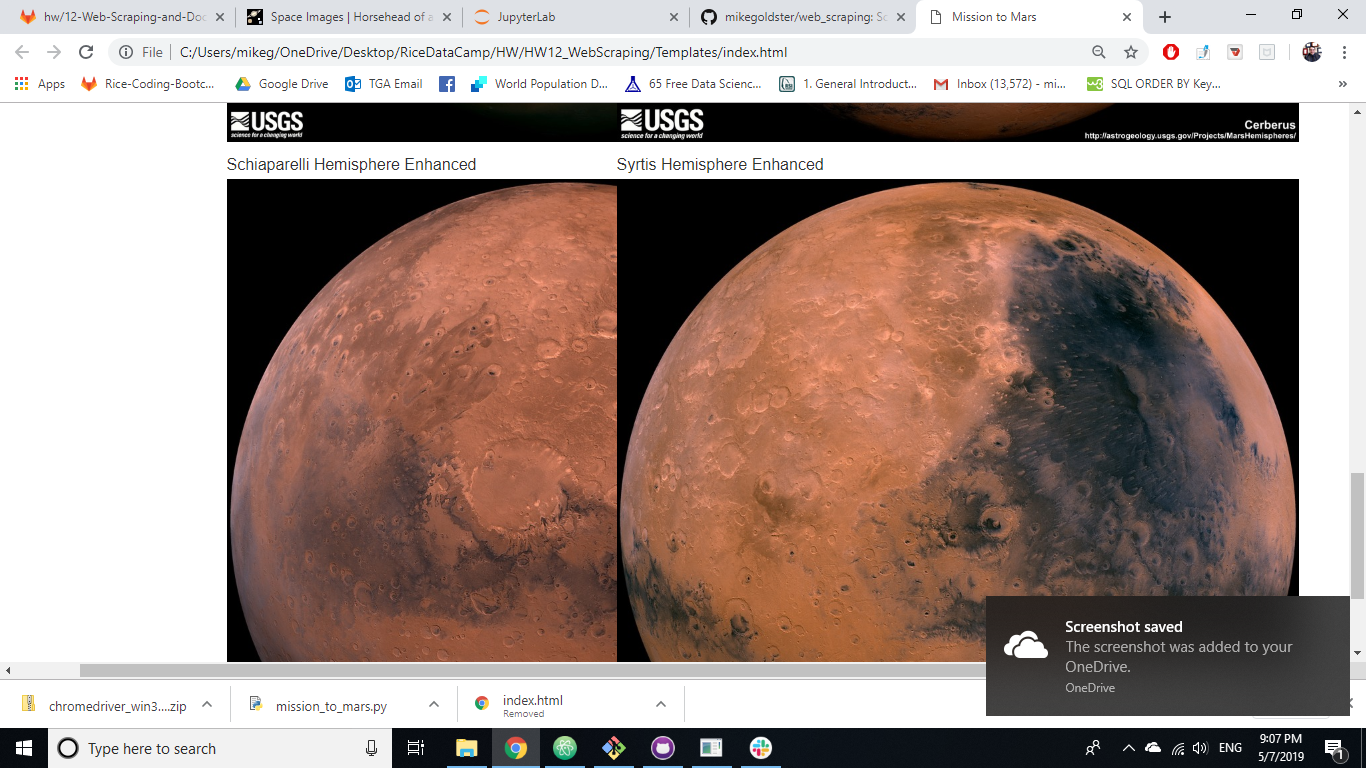 hw/12-Web-Scraping-and-Doc
Space Images | Horsehead of a
JupyterLab
mikegoldster/web_scraping: Sc
Mission to Mars
File
C:/Users/mikeg/OneDrive/Desktop/RiceDataCamp/HW/HW12_WebScraping/Templates/index.html
Apps
Rice-Coding-Bootc...
Google Drive
TGA Email
World Population D...
65 Free Data Scienc...
1. General Introduct...
Inbox (13,572) - mi...
w3
SQL ORDER BY Key...
USGS
science for a changing world
USGS
science for a changing world
Cerberus
http://astrogeology.usgs.gov/Projects/MarsHemispheres/
Schiaparelli Hemisphere Enhanced
Syrtis Hemisphere Enhanced
Screenshot saved
The screenshot was added to your
OneDrive.
OneDrive
chromedriver_win3....zip
mission_to_mars.py
index.html
Removed
Type here to search
ENG
9:07 PM
5/7/2019
1